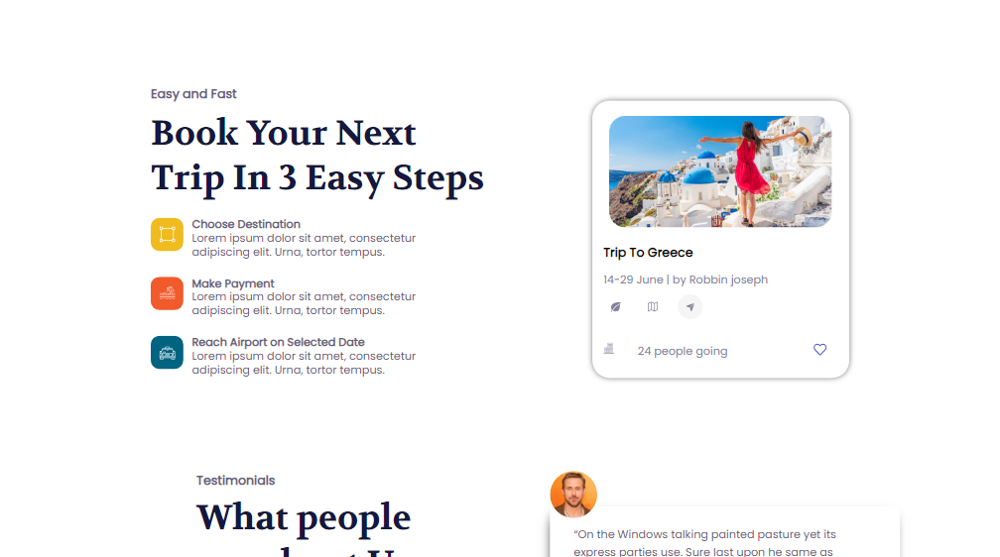 Easy and Fast
Book Your Next
Trip In 3 Easy Steps
Choose Destination
Lorem ipsum dolor sit amet, consectetur
adipiscing elit. Urna, tortor tempus.
Make Payment
Lorem ipsum dolor sit amet, consectetur
adipiscing elit. Urna, tortor tempus.
Reach Airport on Selected Date
Lorem ipsum dolor sit amet, consectetur
adipiscing elit. Urna, tortor tempus.
Trip To Greece
14-29 June | by Robbin joseph
24 people going
Testimonials
What people
“On the Windows talking painted pasture yet its
express parties use. Sure last upon he same as